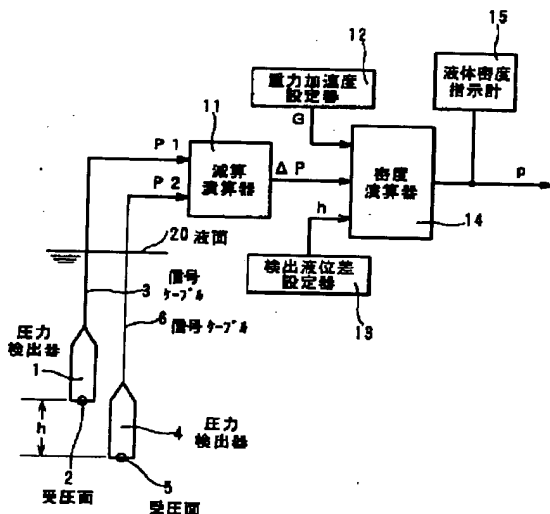 15
液体密度
指示計
12
重力加速度
設定器
G
11
減算
演算器
P 1
P 2
Δ P
密度
演算器
14
ρ
h
検出液位差
設定器
13
20 液面
信号
ケーブル
3
6 信号ケーブル
圧力
検出器
1
h
4
圧力
検出器
2
受圧面
5
受圧面